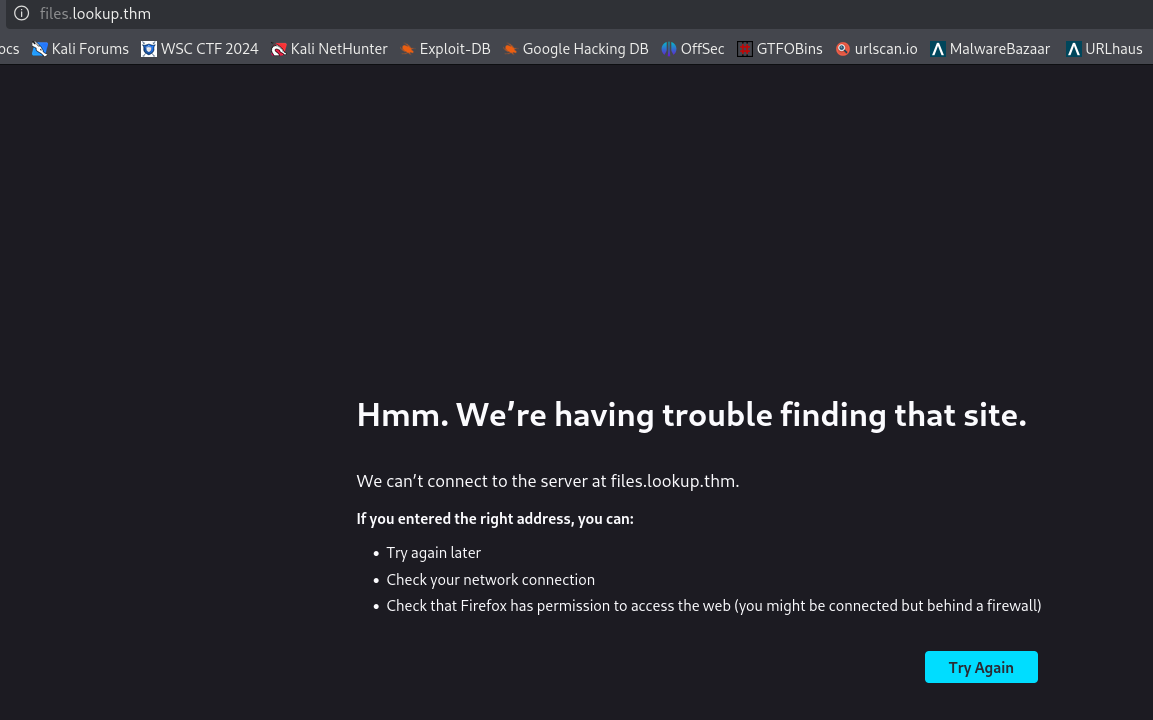 files.lookup.thm
ocs Kali Forums WSC CTF 2024 Kali NetHunter Exploit-DB Google Hacking DB OffSec GTFOBins urlscan.io MalwareBazaar URLhaus
Hmm. We’re having trouble finding that site.
We can’t connect to the server at files.lookup.thm.
If you entered the right address, you can:
• Try again later
• Check your network connection
• Check that Firefox has permission to access the web (you might be connected but behind a firewall)
Try Again